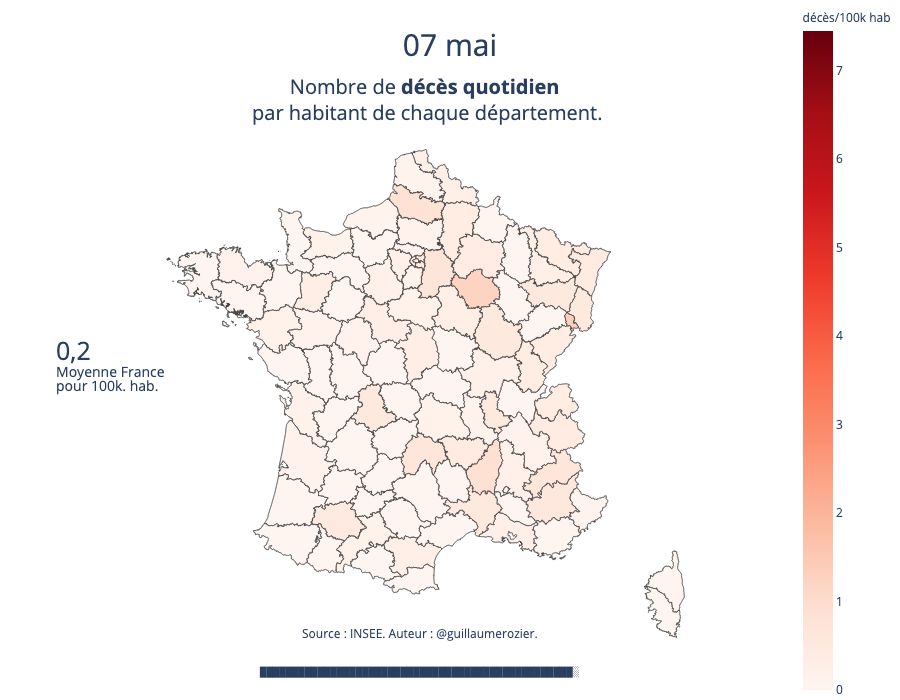 décès/100k hab
07 mai
Nombre de décès quotidien
par habitant de chaque département.
7
6
5
4
3
2
1
0
0,2
Moyenne France
pour 100k. hab.
Source : INSEE. Auteur : @guillaumerozier.